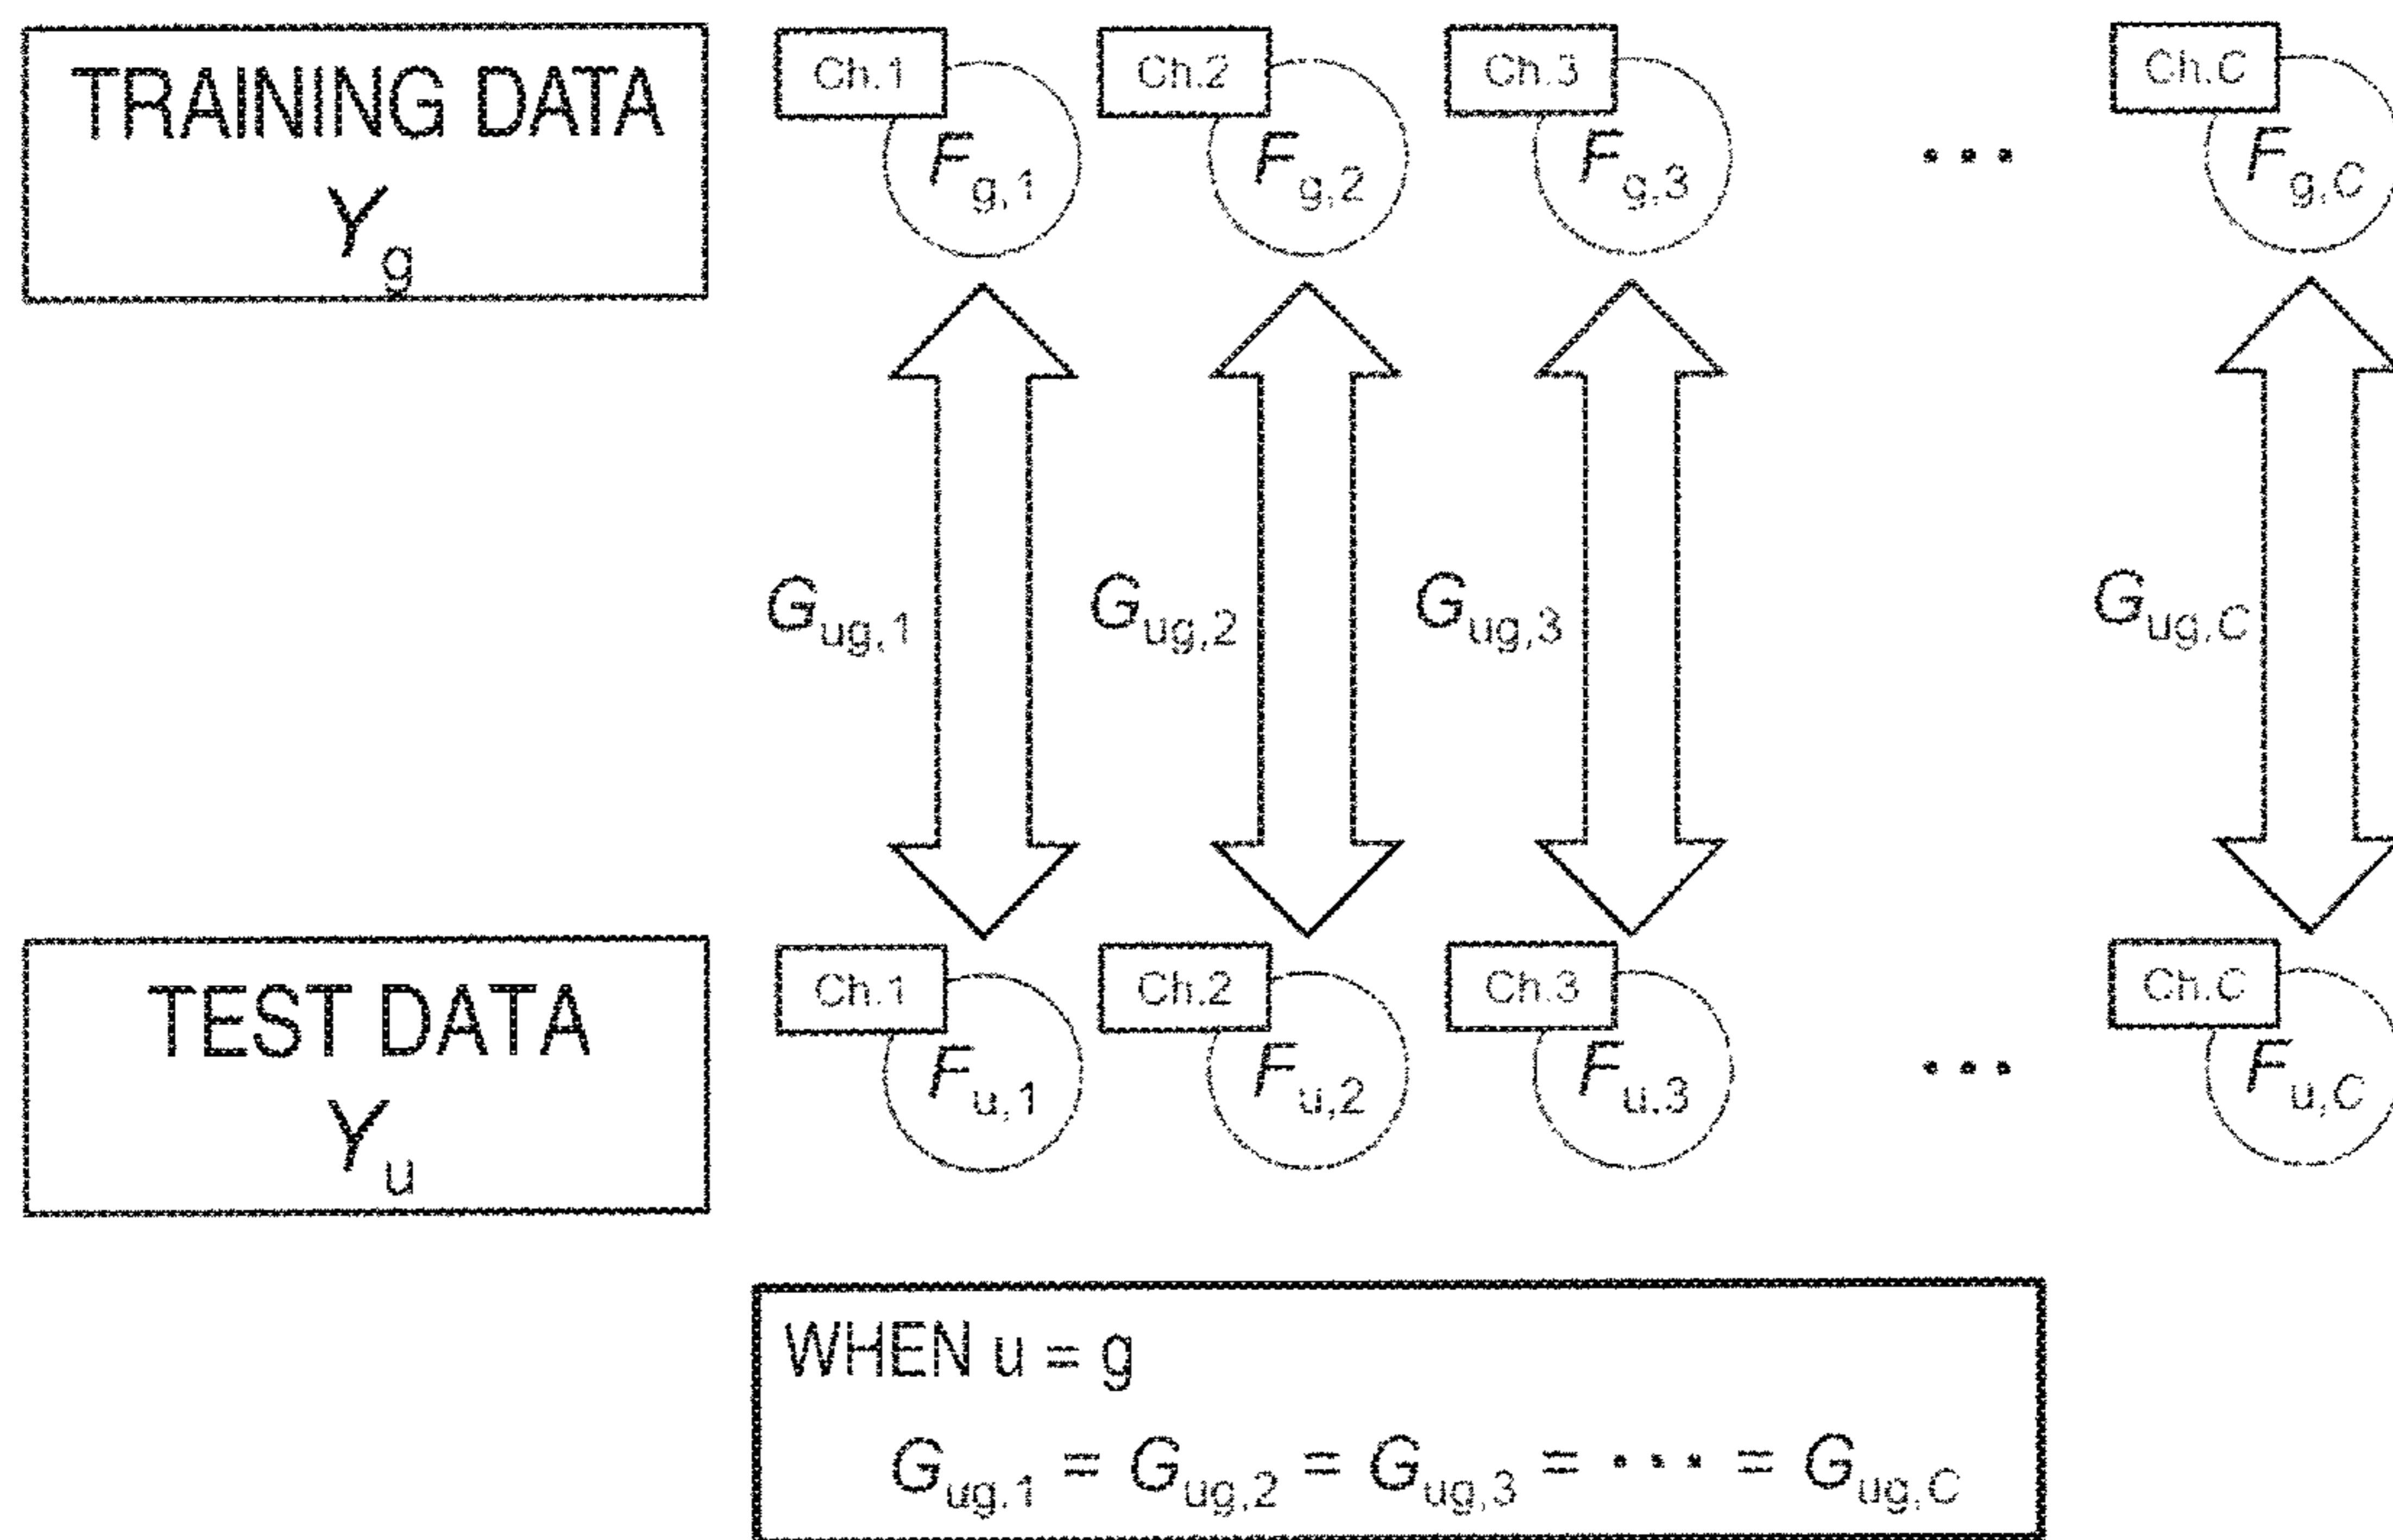 TRAINING DATA
Y_g
Ch.1 Ch.2 Ch.3 Ch.C
F_g,1 F_g,2 F_g,3 ••• F_g,C
G_ug,1 G_ug,2 G_ug,3 G_ug,C
TEST DATA
Y_u
Ch.1 Ch.2 Ch.3 Ch.C
F_u,1 F_u,2 F_u,3 ••• F_u,C
WHEN u = g
G_ug,1 = G_ug,2 = G_ug,3 = ••• = G_ug,C